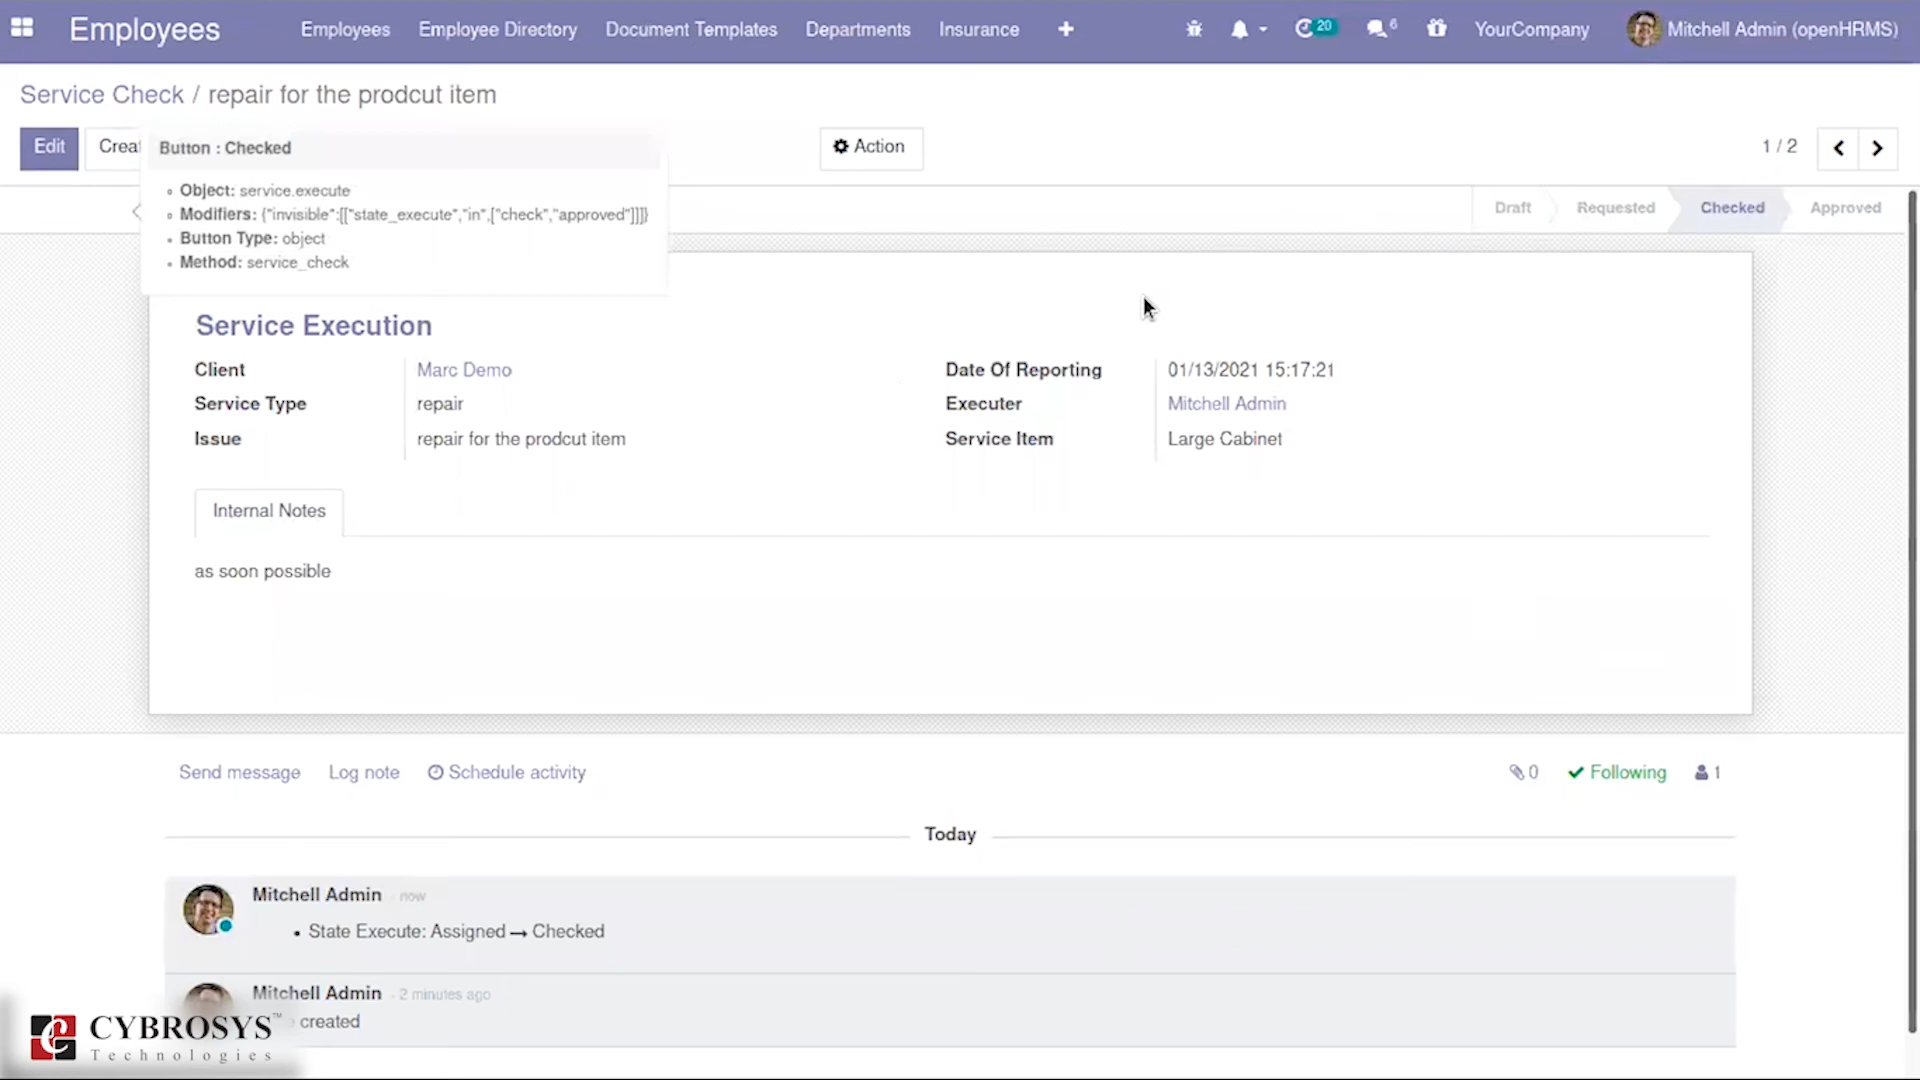 Employees Employees Employee Directory Document Templates Departments Insurance 20 6 YourCompany Mitchell Admin (openHRMS)
Service Check / repair for the prodcut item
Edit Crea Button : Checked Action 1 / 2
Object: service.execute
Modifiers: {"invisible":[["state_execute","in",["check","approved"]]]}
Button Type: object
Method: service_check
Draft Requested Checked Approved
Service Execution
Client Marc Demo Date Of Reporting 01/13/2021 15:17:21
Service Type repair Executer Mitchell Admin
Issue repair for the prodcut item Service Item Large Cabinet
Internal Notes
as soon possible
Send message Log note Schedule activity 0 Following 1
Today
Mitchell Admin - now
• State Execute: Assigned → Checked
Mitchell Admin - 2 minutes ago
created
CYBROSYS™
Technologies